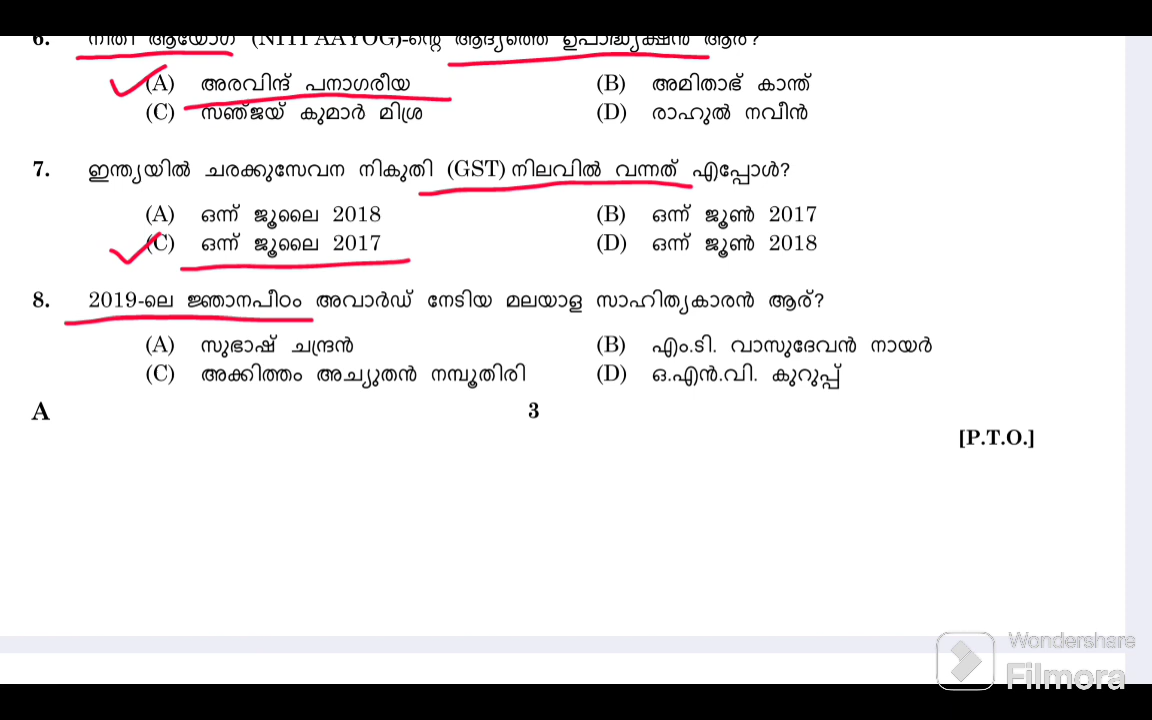 6. നീതി ആയോഗ് (NITI AAYOG)-ന്റെ ആദ്യത്തെ ഉപാദ്ധ്യക്ഷൻ ആര്?
(A) അരവിന്ദ് പനാഗരീയ (B) അമിതാഭ് കാന്ത്
(C) സഞ്ജയ് കുമാർ മിശ്ര (D) രാഹുൽ നവീൻ
7. ഇന്ത്യയിൽ ചരക്കുസേവന നികുതി (GST) നിലവിൽ വന്നത് എപ്പോൾ?
(A) ഒന്ന് ജൂലൈ 2018 (B) ഒന്ന് ജൂൺ 2017
(C) ഒന്ന് ജൂലൈ 2017 (D) ഒന്ന് ജൂൺ 2018
8. 2019-ലെ ജ്ഞാനപീഠം അവാർഡ് നേടിയ മലയാള സാഹിത്യകാരൻ ആര്?
(A) സുഭാഷ് ചന്ദ്രൻ (B) എം.ടി. വാസുദേവൻ നായർ
(C) അക്കിത്തം അച്യുതൻ നമ്പൂതിരി (D) ഒ.എൻ.വി. കുറുപ്പ്
A 3
[P.T.O.]
Wondershare
Filmora